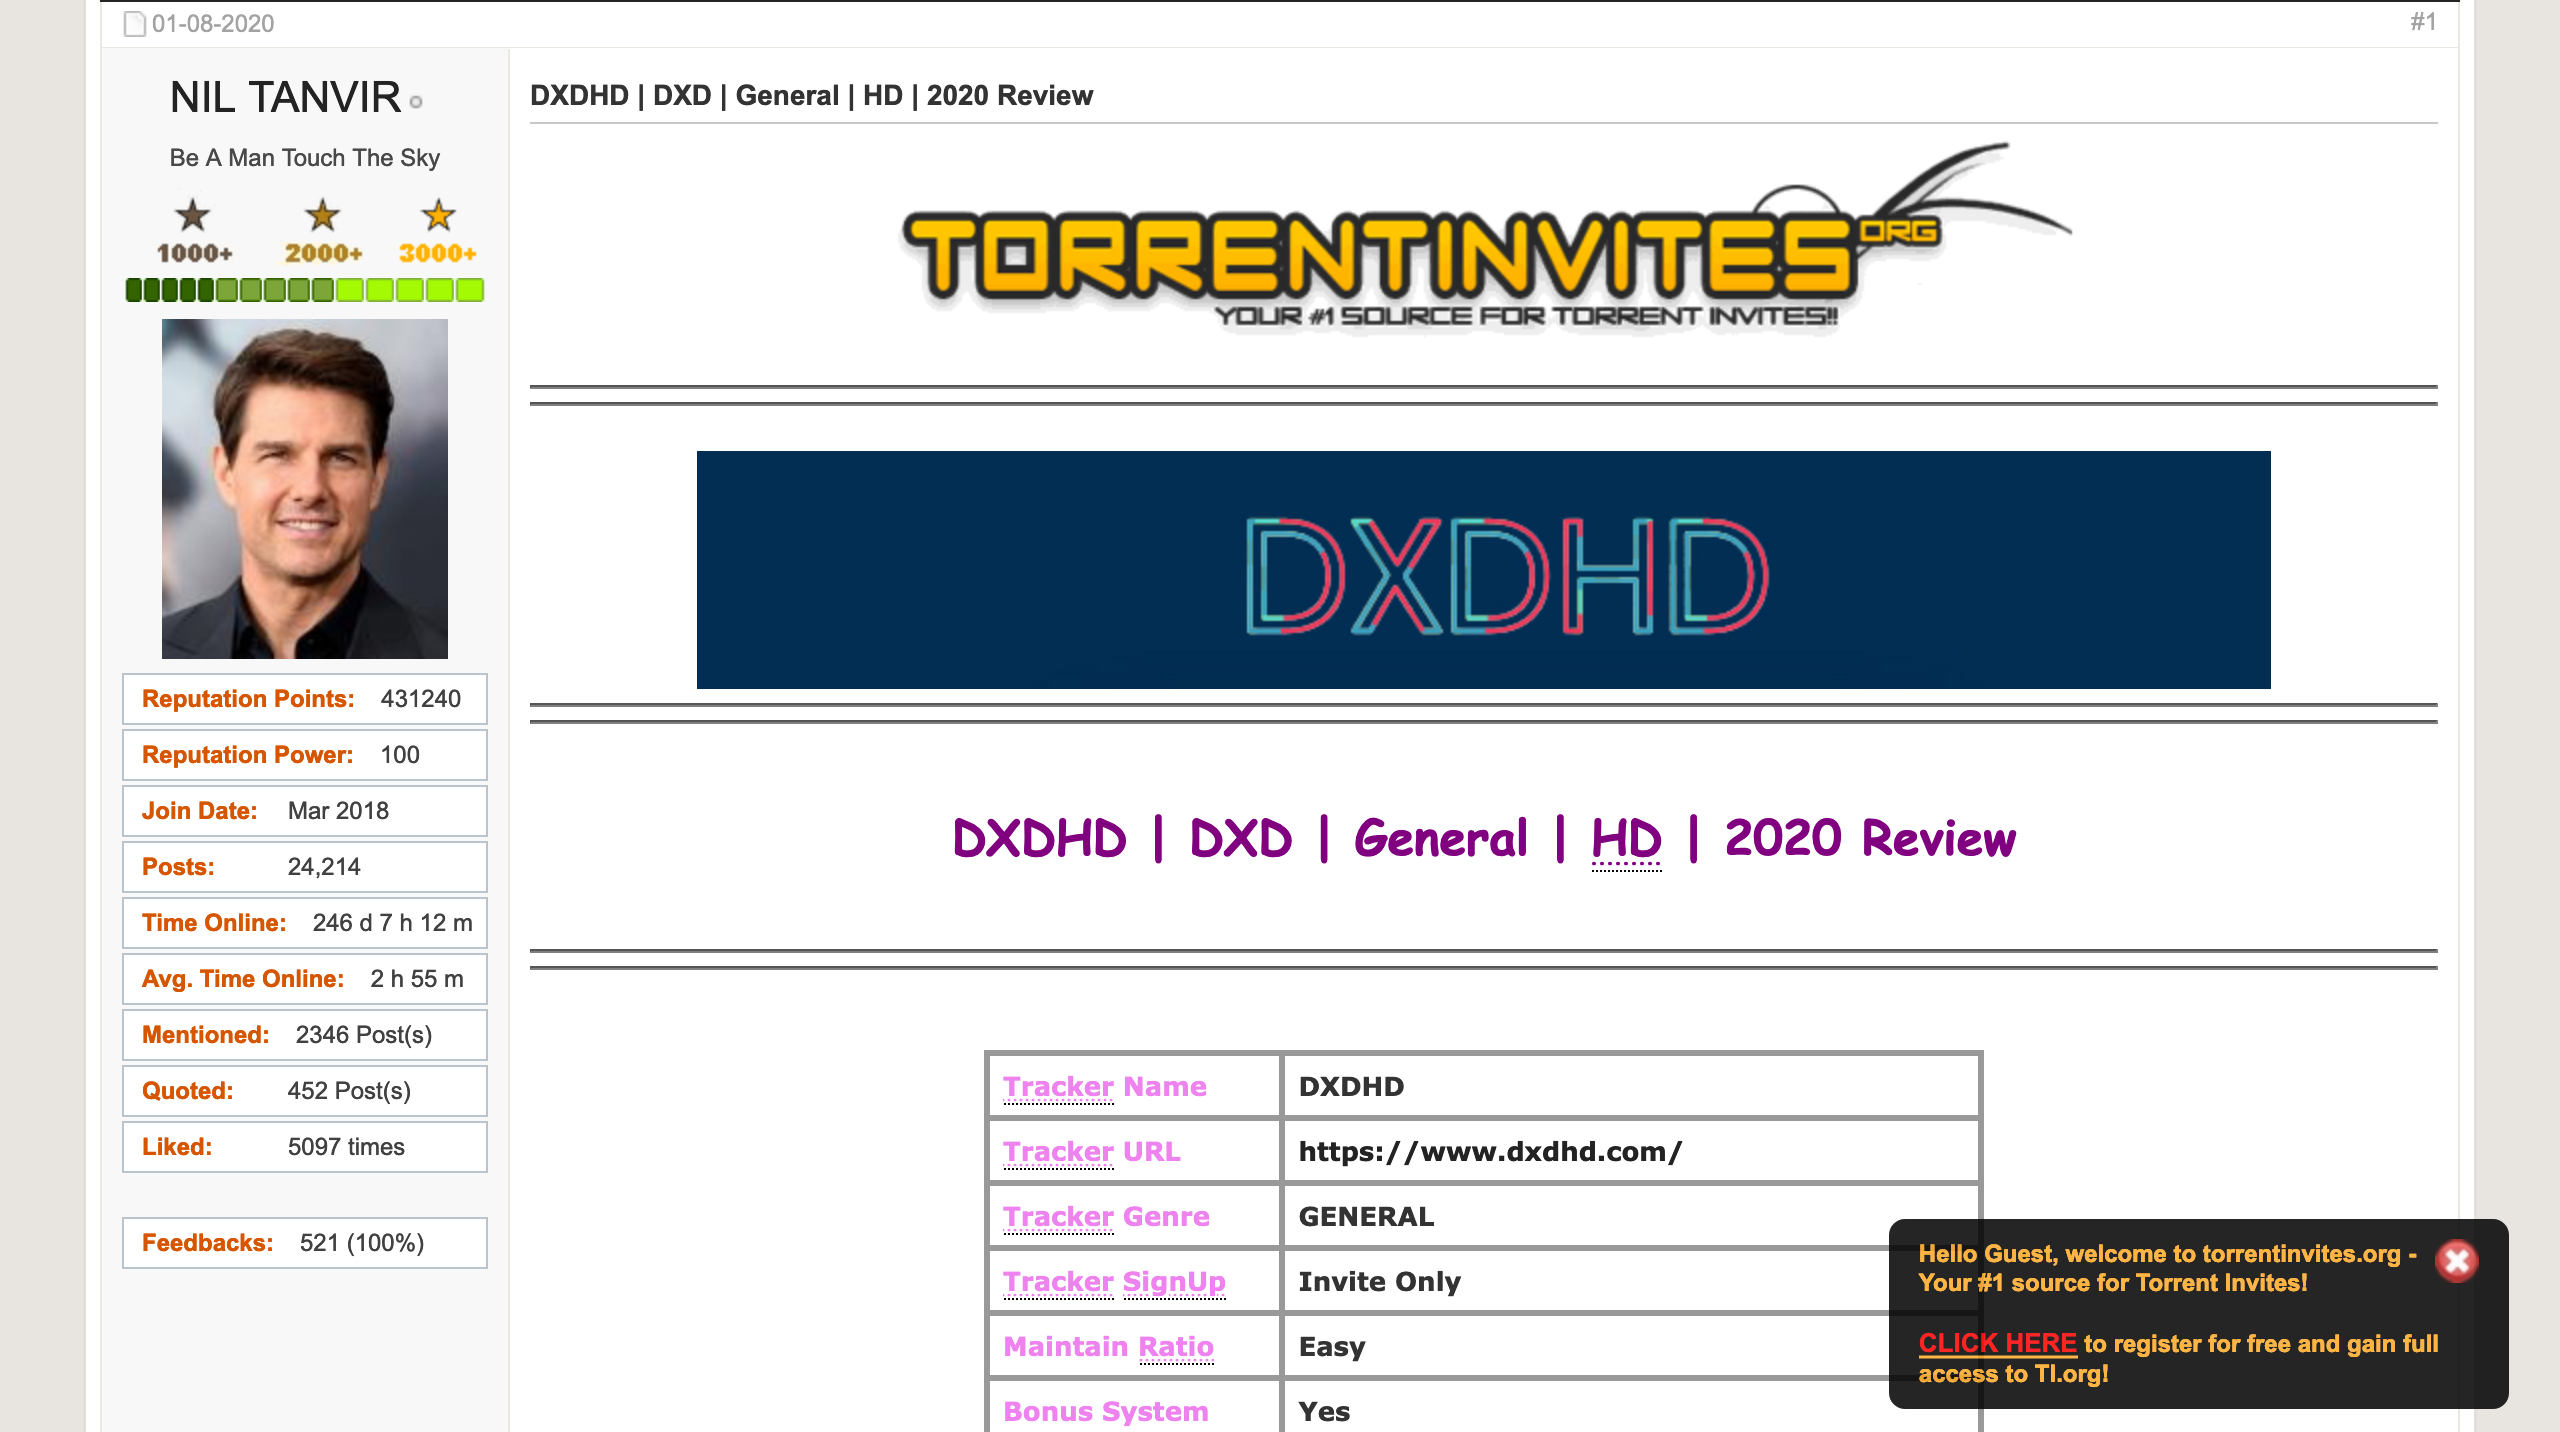 01-08-2020
#1
NIL TANVIR
Be A Man Touch The Sky
1000+ 2000+ 3000+
Reputation Points: 431240
Reputation Power: 100
Join Date: Mar 2018
Posts: 24,214
Time Online: 246 d 7 h 12 m
Avg. Time Online: 2 h 55 m
Mentioned: 2346 Post(s)
Quoted: 452 Post(s)
Liked: 5097 times
Feedbacks: 521 (100%)
DXDHD | DXD | General | HD | 2020 Review
TORRENTINVITES ORG
YOUR #1 SOURCE FOR TORRENT INVITES!!
DXDHD
DXDHD | DXD | General | HD | 2020 Review
Tracker Name DXDHD
Tracker URL https://www.dxdhd.com/
Tracker Genre GENERAL
Tracker SignUp Invite Only
Maintain Ratio Easy
Bonus System Yes
Hello Guest, welcome to torrentinvites.org -
Your #1 source for Torrent Invites!
CLICK HERE to register for free and gain full
access to TI.org!